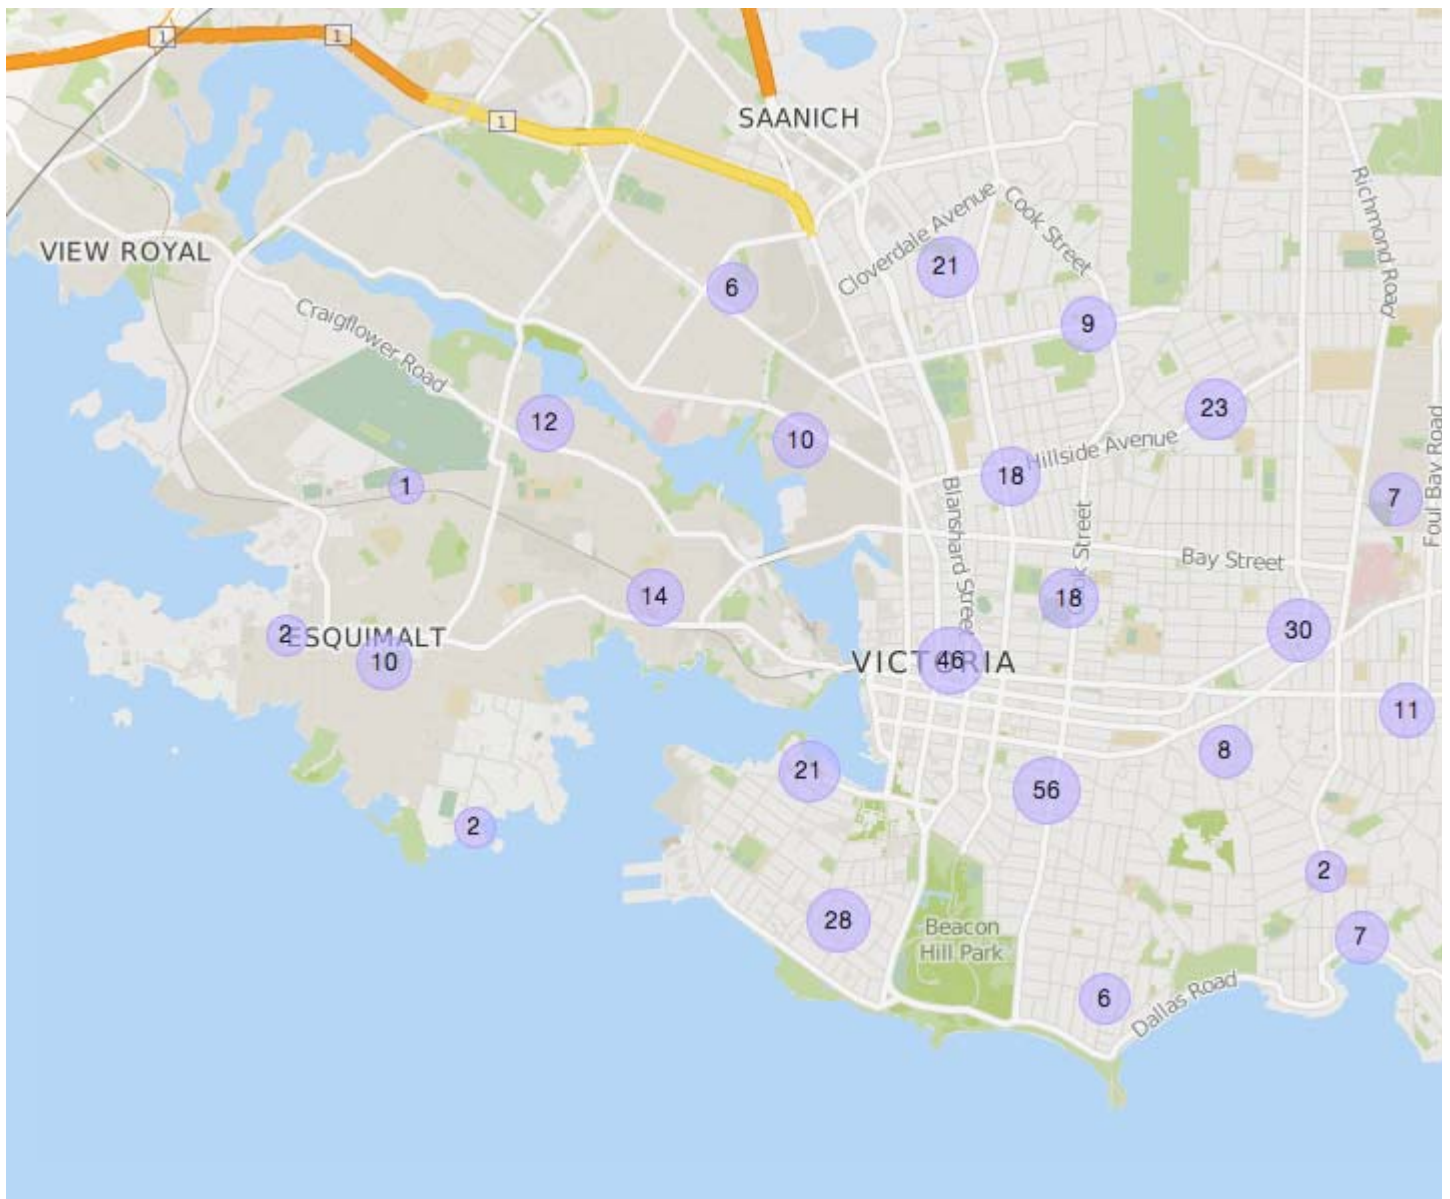 1
1
1
SAANICH
Richmond Road
Cloverdale Avenue
Cook Street
VIEW ROYAL
21
6
Craigflower Road
9
12
10
23
Hillside Avenue
Foul Bay Road
1
18
7
Blanshard Street
ok Street
Bay Street
14
18
2
ESQUIMALT
30
10
VICTORIA
46
11
8
21
56
2
2
28
Beacon
Hill Park
7
6
Dallas Road